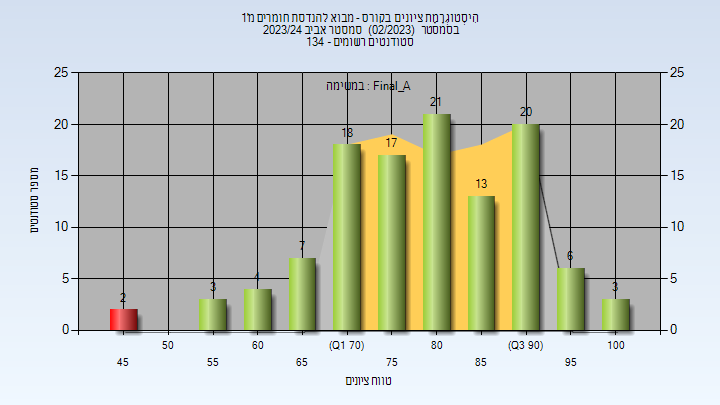 היסטוגרמת ציונים בקורס - מבוא להנדסת חומרים מ'1
בסמסטר (02/2023) סמסטר אביב 2023/24
סטודנטים רשומים - 134
במשימה : Final_A
25 25
20 20
15 15
10 10
5 5
0 0
מספר סטודנטים
2 3 4 7 18 17 21 13 20 6 3
50 60 (Q1 70) 80 (Q3 90) 100
45 55 65 75 85 95
טווח ציונים